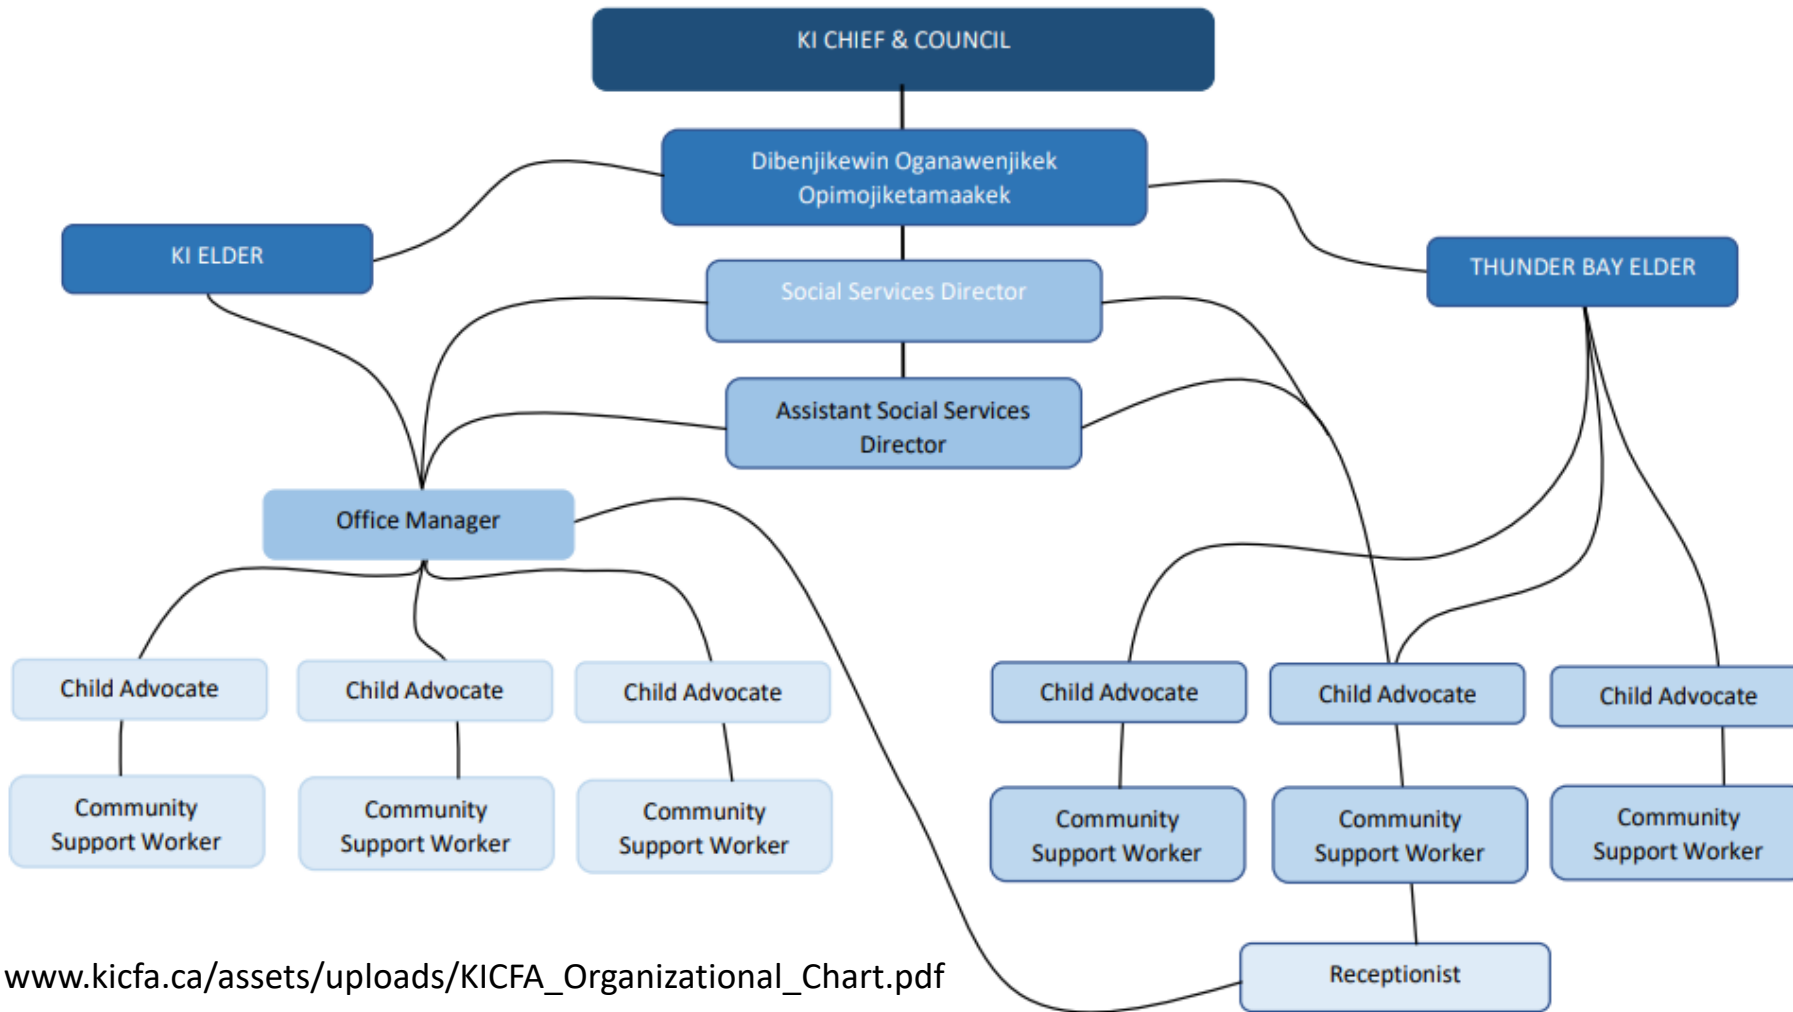 KI CHIEF & COUNCIL
Dibenjikewin Oganawenjikek
Opimojiketamaakek
KI ELDER
THUNDER BAY ELDER
Social Services Director
Assistant Social Services
Director
Office Manager
Child Advocate
Child Advocate
Child Advocate
Child Advocate
Child Advocate
Child Advocate
Community
Support Worker
Community
Support Worker
Community
Support Worker
Community
Support Worker
Community
Support Worker
Community
Support Worker
Receptionist
www.kicfa.ca/assets/uploads/KICFA_Organizational_Chart.pdf